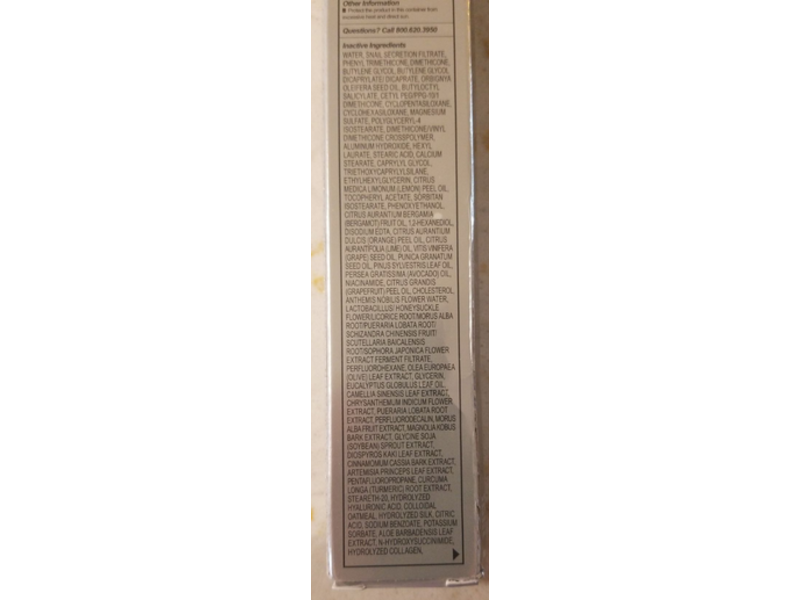 Other Information
■ Protect the product in this container from
excessive heat and direct sun
Questions? Call 800.620.3950
Inactive Ingredients
WATER, SNAIL SECRETION FILTRATE,
PHENYL TRIMETHICONE, DIMETHICONE,
BUTYLENE GLYCOL, BUTYLENE GLYCOL
DICAPRYLATE/ DICAPRATE, ORBIGNYA
OLEIFERA SEED OIL, BUTYLOCTYL
SALICYLATE, CETYL PEG/PPG 10/1
DIMETHICONE, CYCLOPENTASILOXANE,
CYCLOHEXASILOXANE, MAGNESIUM
SULFATE, POLYGLYCERYL-4
ISOSTEARATE, DIMETHICONE/VINYL
DIMETHICONE CROSSPOLYMER,
ALUMINUM HYDROXIDE, HEXYL
LAURATE, STEARIC ACID, CALCIUM
STEARATE, CAPRYLYL GLYCOL,
TRIETHOXYCAPRYLYLSILANE,
ETHYLHEXYLGLYCERIN, CITRUS
MEDICA LIMONUM (LEMON) PEEL OIL,
TOCOPHERYL ACETATE, SORBITAN
ISOSTEARATE, PHENOXYETHANOL,
CITRUS AURANTIUM BERGAMIA
(BERGAMOT) FRUIT OIL, 1,2-HEXANEDIOL,
DISODIUM EDTA, CITRUS AURANTIUM
DULCIS (ORANGE) PEEL OIL, CITRUS
AURANTIFOLIA (LIME) OIL, VITIS VINIFERA
(GRAPE) SEED OIL, PUNICA GRANATUM
SEED OIL, PINUS SYLVESTRIS LEAF OIL,
PERSEA GRATISSIMA (AVOCADO) OIL,
NIACINAMIDE, CITRUS GRANDIS
(GRAPEFRUIT) PEEL OIL, CHOLESTEROL,
ANTHEMIS NOBILIS FLOWER WATER,
LACTOBACILLUS/ HONEYSUCKLE
FLOWER/LICORICE ROOT/MORUS ALBA
ROOT/PUERARIA LOBATA ROOT/
SCHIZANDRA CHINENSIS FRUIT/
SCUTELLARIA BAICALENSIS
ROOT/SOPHORA JAPONICA FLOWER
EXTRACT FERMENT FILTRATE,
PERFLUOROHEXANE, OLEA EUROPAEA
(OLIVE) LEAF EXTRACT, GLYCERIN,
EUCALYPTUS GLOBULUS LEAF OIL,
CAMELLIA SINENSIS LEAF EXTRACT,
CHRYSANTHEMUM INDICUM FLOWER
EXTRACT, PUERARIA LOBATA ROOT
EXTRACT, PERFLUORODECALIN, MORUS
ALBA FRUIT EXTRACT, MAGNOLIA KOBUS
BARK EXTRACT, GLYCINE SOJA
(SOYBEAN) SPROUT EXTRACT,
DIOSPYROS KAKI LEAF EXTRACT,
CINNAMOMUM CASSIA BARK EXTRACT,
ARTEMISIA PRINCEPS LEAF EXTRACT,
PENTAFLUOROPROPANE, CURCUMA
LONGA (TURMERIC) ROOT EXTRACT,
STEARETH-20, HYDROLYZED
HYALURONIC ACID, COLLOIDAL
OATMEAL, HYDROLYZED SILK, CITRIC
ACID, SODIUM BENZOATE, POTASSIUM
SORBATE, ALOE BARBADENSIS LEAF
EXTRACT, N-HYDROXYSUCCINIMIDE,
HYDROLYZED COLLAGEN,